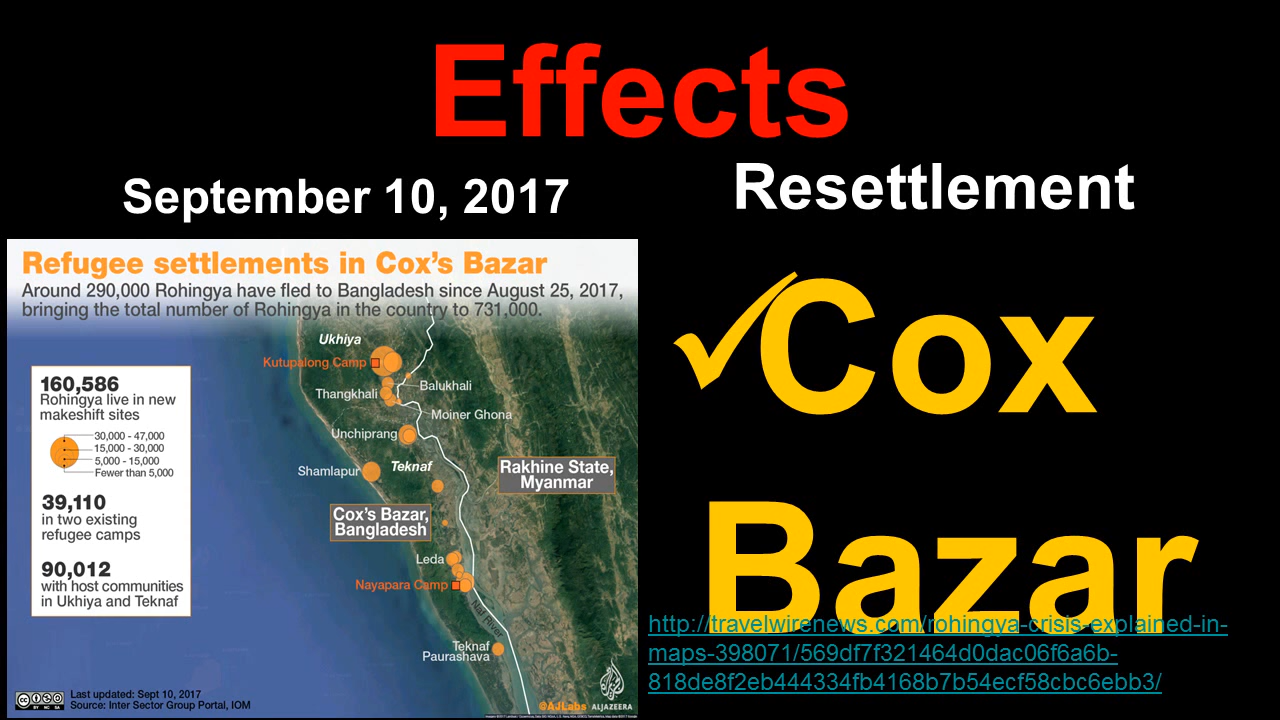 Effects
September 10, 2017
Resettlement
Refugee settlements in Cox's Bazar
Around 290,000 Rohingya have fled to Bangladesh since August 25, 2017,
bringing the total number of Rohingya in the country to 731,000.
160,586
Rohingya live in new
makeshift sites
30,000 - 47,000
15,000 - 30,000
5,000 - 15,000
Fewer than 5,000
39,110
in two existing
refugee camps
90,012
with host communities
in Ukhiya and Teknaf
Ukhiya
Kutupalong Camp
Balukhali
Thangkhali
Moiner Ghona
Unchiprang
Shamlapur
Teknaf
Rakhine State,
Myanmar
Cox's Bazar,
Bangladesh
Leda
Nayapara Camp
Naf River
Teknaf
Paurashava
Last updated: Sept 10, 2017
Source: Inter Sector Group Portal, IOM
@AJLabs ALJAZEERA
CC
BY NC SA
✓Cox
Bazar
http://travelwirenews.com/rohingya-crisis-explained-in-
maps-398071/569df7f321464d0dac06f6a6b-
818de8f2eb444334fb4168b7b54ecf58cbc6ebb3/